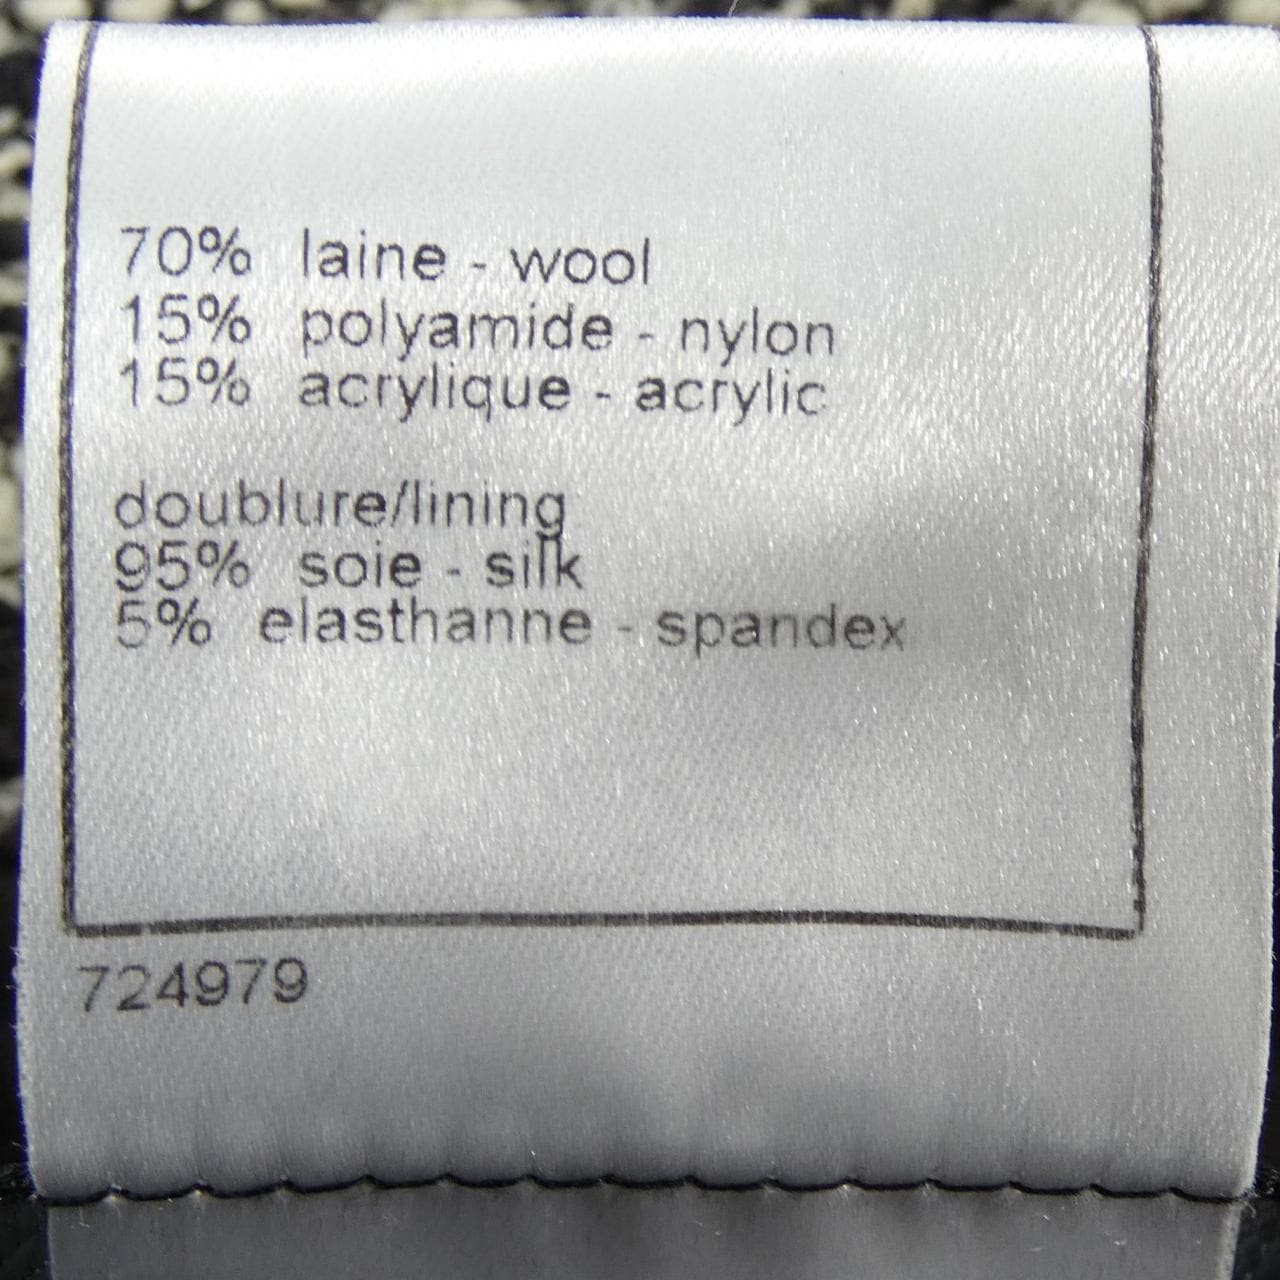 70% laine - wool
15% polyamide - nylon
15% acrylique - acrylic
doublure/lining
95% soie - silk
5% elasthanne - spandex
724979